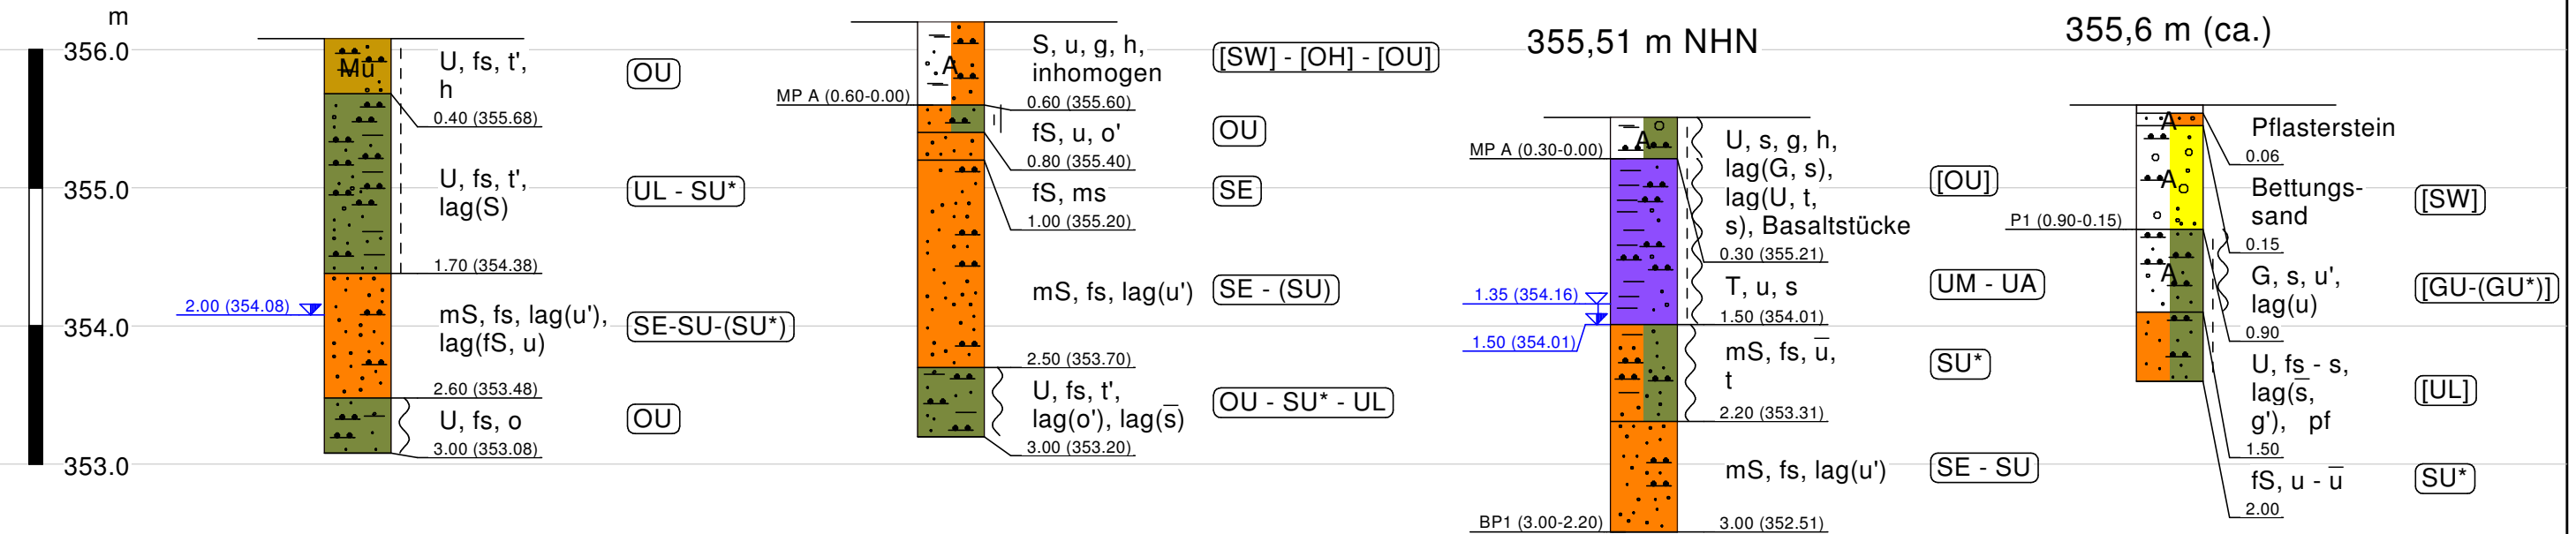 m
356.0
355.0
354.0
353.0
Mu
U, fs, t',
h
0.40 (355.68)
OU
U, fs, t',
lag(S)
1.70 (354.38)
UL - SU*
2.00 (354.08)
mS, fs, lag(u'),
lag(fS, u)
2.60 (353.48)
SE-SU-(SU*)
U, fs, o
3.00 (353.08)
OU
A
S, u, g, h,
inhomogen
0.60 (355.60)
[SW] - [OH] - [OU]
MP A (0.60-0.00)
fS, u, o'
0.80 (355.40)
OU
fS, ms
1.00 (355.20)
SE
mS, fs, lag(u')
2.50 (353.70)
SE - (SU)
U, fs, t',
lag(o'), lag(s̅)
3.00 (353.20)
OU - SU* - UL
355,51 m NHN
A
MP A (0.30-0.00)
U, s, g, h,
lag(G, s),
lag(U, t,
s), Basaltstücke
0.30 (355.21)
[OU]
T, u, s
1.50 (354.01)
UM - UA
1.35 (354.16)
1.50 (354.01)
mS, fs, u̅,
t
2.20 (353.31)
SU*
mS, fs, lag(u')
3.00 (352.51)
SE - SU
BP1 (3.00-2.20)
355,6 m (ca.)
A
A
A
P1 (0.90-0.15)
Pflasterstein
0.06
Bettungs-
sand
0.15
[SW]
G, s, u',
lag(u)
0.90
[GU-(GU*)]
U, fs - s,
lag(s̅,
g'), pf
1.50
[UL]
fS, u - u̅
2.00
SU*